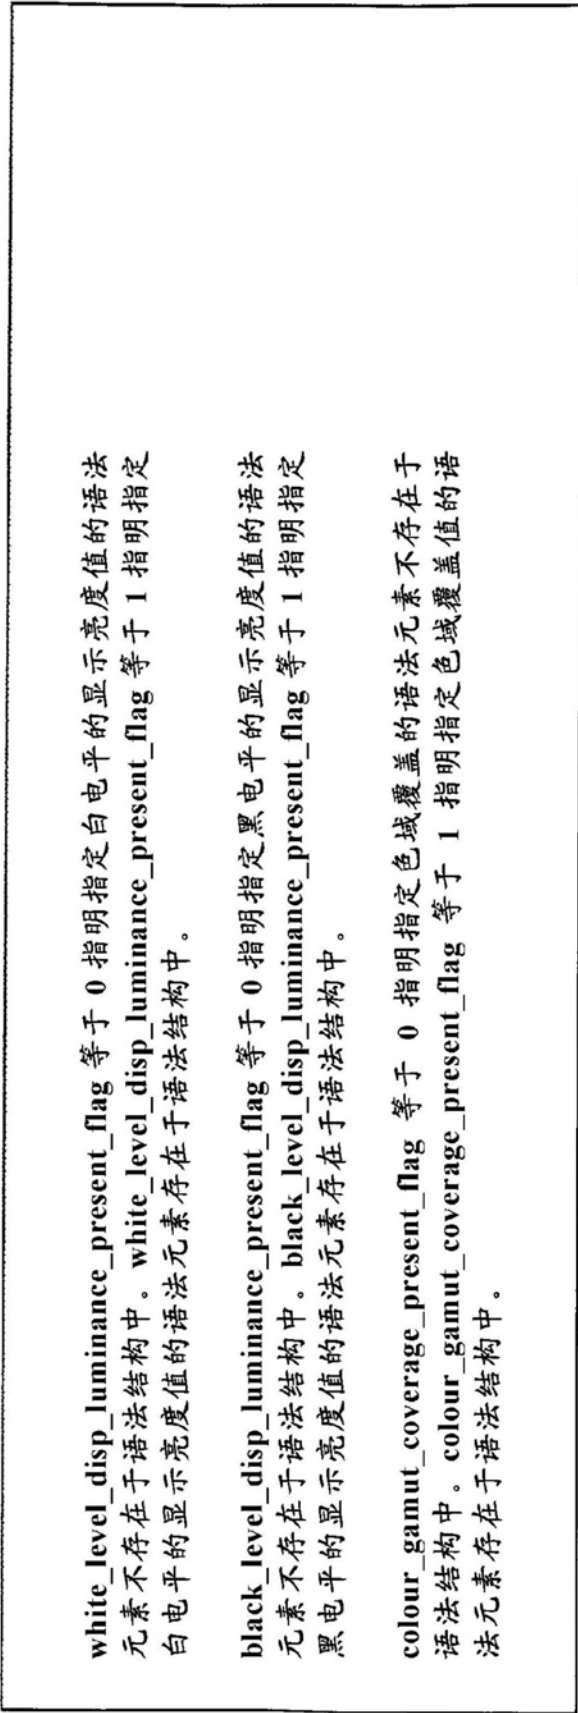 white_level_disp_luminance_present_flag 等于 0 指明指定白电平的显示亮度值的语法
元素不存在于语法结构中。white_level_disp_luminance_present_flag 等于 1 指明指定
白电平的显示亮度值的语法元素存在于语法结构中。
black_level_disp_luminance_present_flag 等于 0 指明指定黑电平的显示亮度值的语法
元素不存在于语法结构中。black_level_disp_luminance_present_flag 等于 1 指明指定
黑电平的显示亮度值的语法元素存在于语法结构中。
colour_gamut_coverage_present_flag 等于 0 指明指定色域覆盖的语法元素不存在于
语法结构中。colour_gamut_coverage_present_flag 等于 1 指明指定色域覆盖值的语
法元素存在于语法结构中。